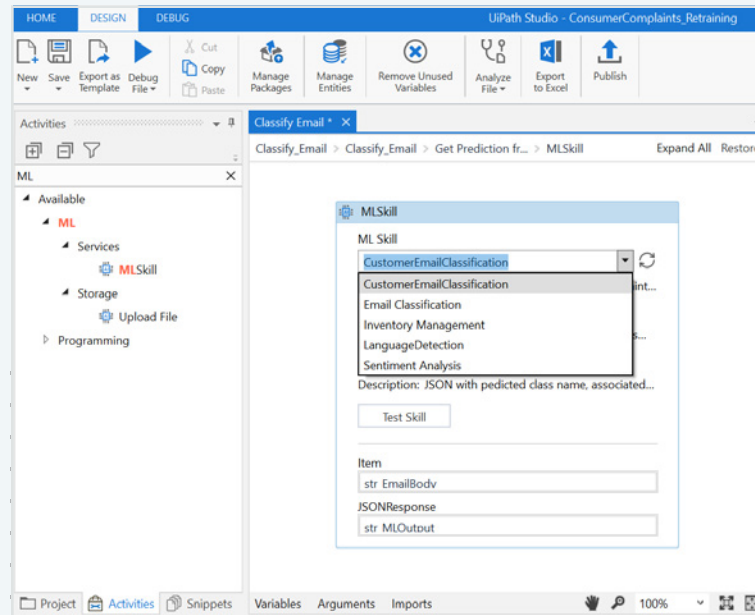 HOME DESIGN DEBUG UiPath Studio - ConsumerComplaints_Retraining
New Save Export as Template Debug File Cut Copy Paste Manage Packages Manage Entities Remove Unused Variables Analyze File Export to Excel Publish
Activities
Classify Email * X
Classify_Email > Classify_Email > Get Prediction fr... > MLSkill Expand All Restore
ML
Available
ML
Services
MLSkill
Storage
Upload File
Programming
MLSkill
ML Skill
CustomerEmailClassification
CustomerEmailClassification
int...
Email Classification
Inventory Management
s...
LanguageDetection
Sentiment Analysis
Description: JSON with pedicted class name, associated...
Test Skill
Item
str_EmailBody
JSONResponse
str_MLOutput
Project Activities Snippets Variables Arguments Imports 100%